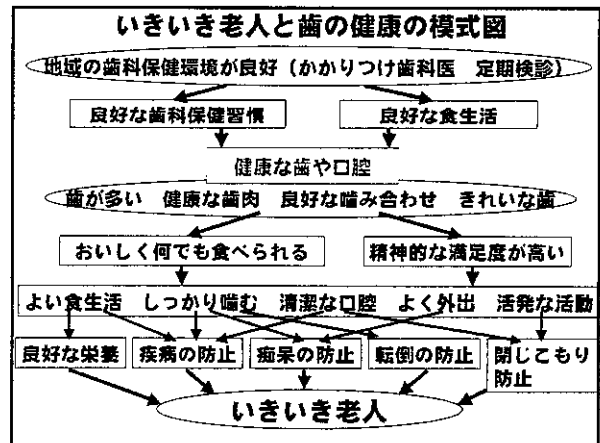 いきいき老人と歯の健康の模式図
地域の歯科保健環境が良好（かかりつけ歯科医　定期検診）
良好な歯科保健習慣　良好な食生活
健康な歯や口腔
歯が多い　健康な歯肉　良好な噛み合わせ　きれいな歯
おいしく何でも食べられる　精神的な満足度が高い
よい食生活　しっかり噛む　清潔な口腔　よく外出　活発な活動
良好な栄養　疾病の防止　痴呆の防止　転倒の防止　閉じこもり
防止
いきいき老人